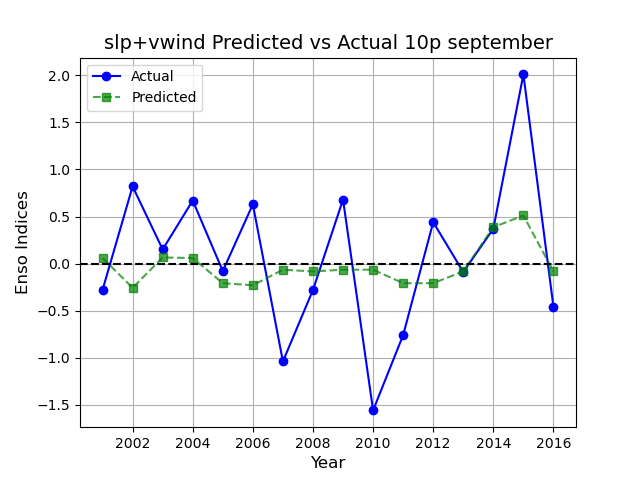 slp+vwind Predicted vs Actual 10p september
Actual
Predicted
2.0
1.5
1.0
0.5
0.0
−0.5
−1.0
−1.5
Enso Indices
2002 2004 2006 2008 2010 2012 2014 2016
Year